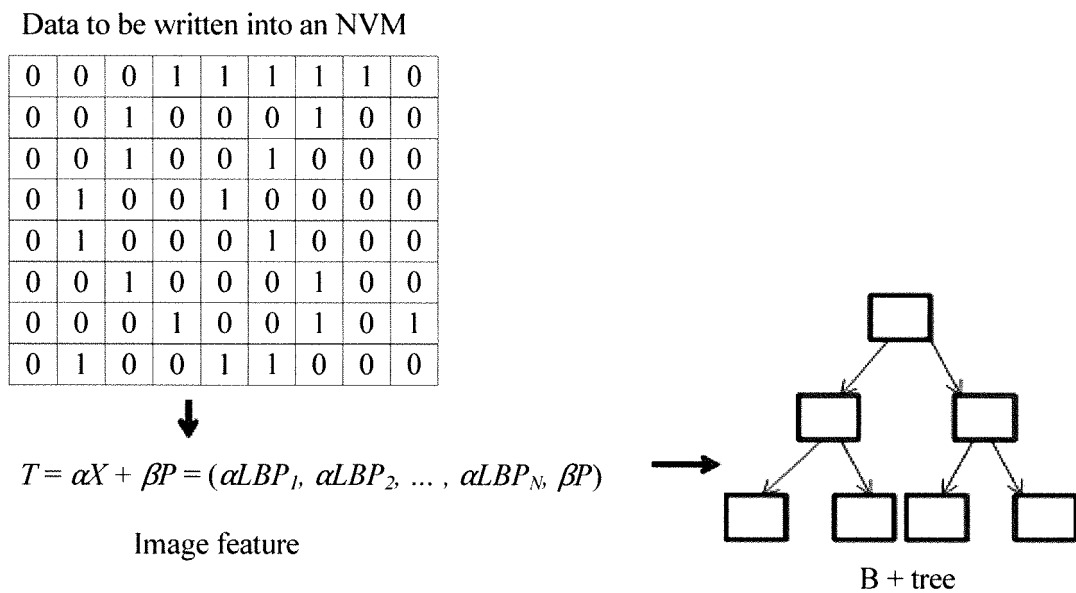 Data to be written into an NVM
0 0 0 1 1 1 1 1 0
0 0 1 0 0 0 1 0 0
0 0 1 0 0 1 0 0 0
0 1 0 0 1 0 0 0 0
0 1 0 0 0 1 0 0 0
0 0 1 0 0 0 1 0 0
0 0 0 1 0 0 1 0 1
0 1 0 0 1 1 0 0 0
T = αX + βP = (αLBP₁, αLBP₂, ... , αLBP_N, βP)
Image feature
B + tree